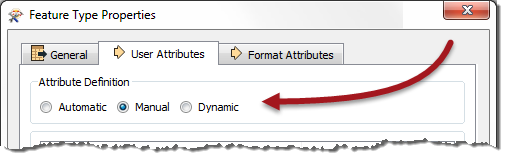 Feature Type Properties
General User Attributes Format Attributes
Attribute Definition
Automatic Manual Dynamic